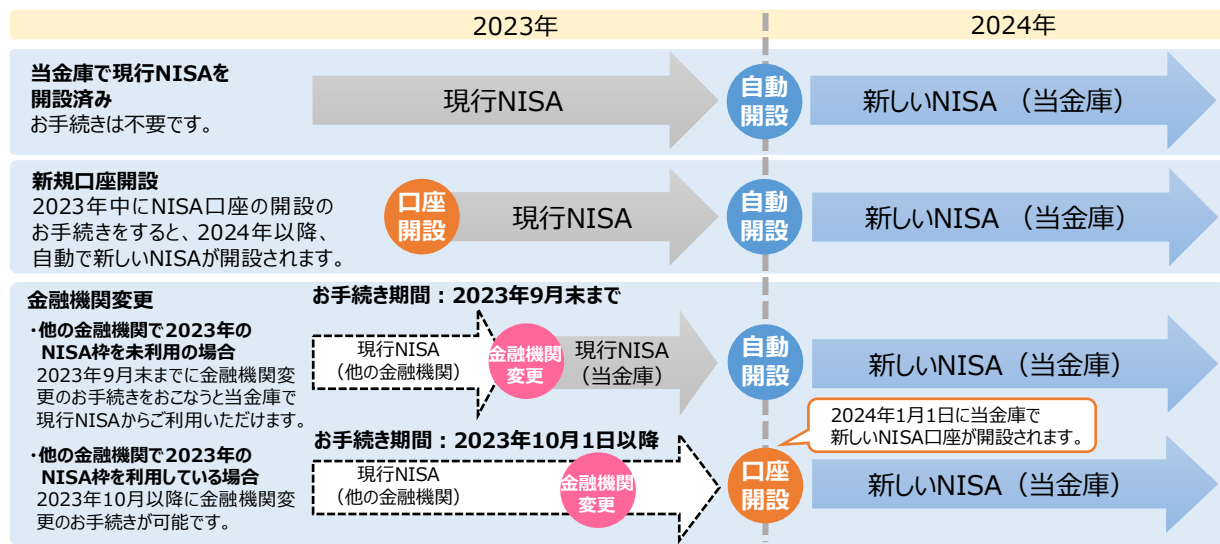 2023年
2024年
当金庫で現行NISAを
開設済み
お手続きは不要です。
現行NISA
自動
開設
新しいNISA （当金庫）
新規口座開設
2023年中にNISA口座の開設の
お手続きをすると、2024年以降、
自動で新しいNISAが開設されます。
口座
開設
現行NISA
自動
開設
新しいNISA （当金庫）
金融機関変更
・他の金融機関で2023年の
NISA枠を未利用の場合
2023年9月末までに金融機関変
更のお手続きをおこなうと当金庫で
現行NISAからご利用いただけます。
お手続き期間：2023年9月末まで
現行NISA
（他の金融機関）
金融機関
変更
現行NISA
（当金庫）
自動
開設
新しいNISA（当金庫）
・他の金融機関で2023年の
NISA枠を利用している場合
2023年10月以降に金融機関変
更のお手続きが可能です。
お手続き期間：2023年10月1日以降
現行NISA
（他の金融機関）
金融機関
変更
口座
開設
2024年1月1日に当金庫で
新しいNISA口座が開設されます。
新しいNISA（当金庫）